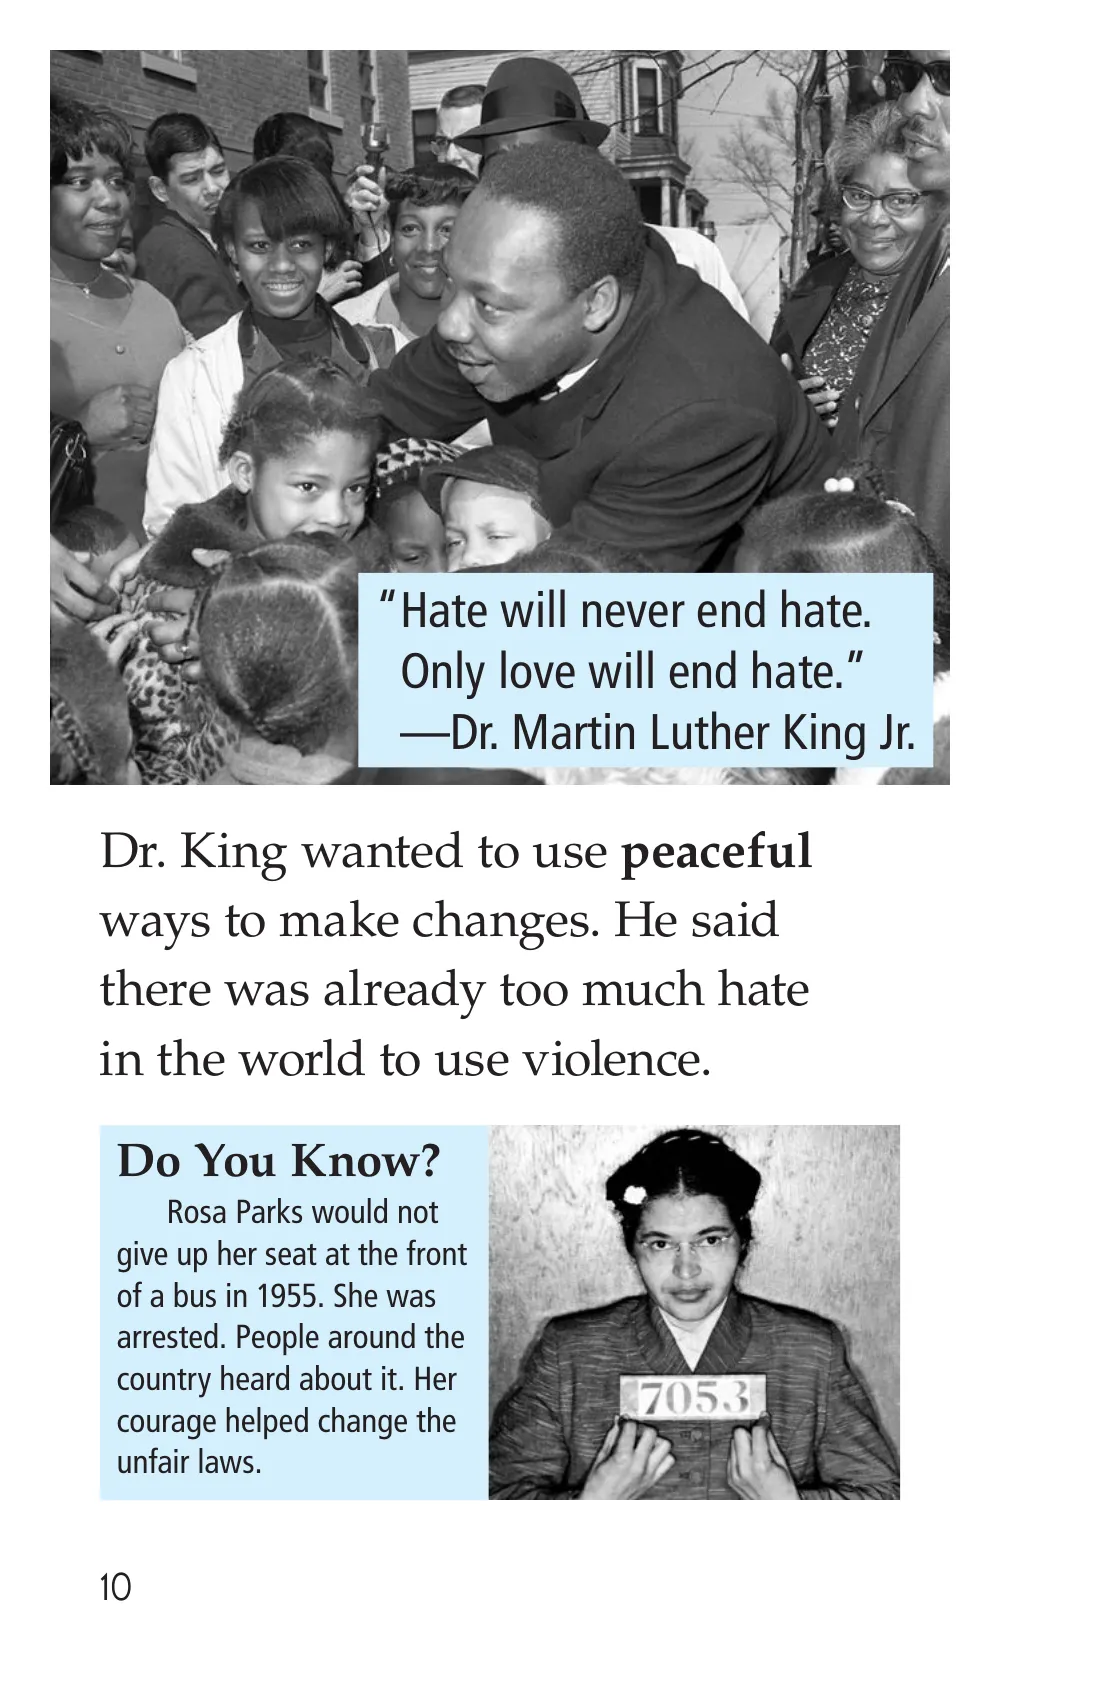 “Hate will never end hate.
Only love will end hate.”
—Dr. Martin Luther King Jr.
Dr. King wanted to use peaceful
ways to make changes. He said
there was already too much hate
in the world to use violence.
Do You Know?
Rosa Parks would not
give up her seat at the front
of a bus in 1955. She was
arrested. People around the
country heard about it. Her
courage helped change the
unfair laws.
7053
10